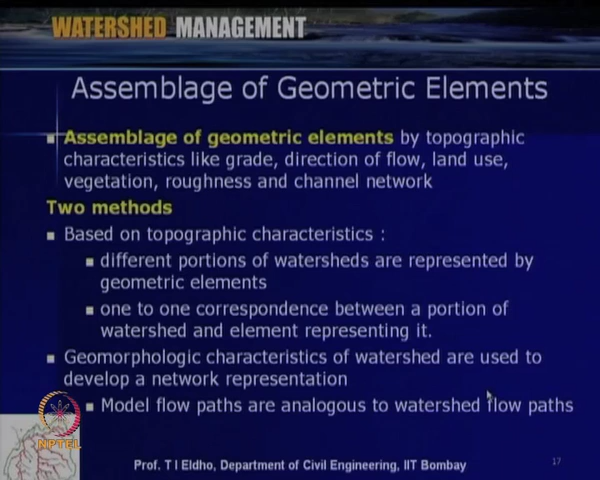 WATERSHED MANAGEMENT
Assemblage of Geometric Elements
Assemblage of geometric elements by topographic
characteristics like grade, direction of flow, land use,
vegetation, roughness and channel network
Two methods
Based on topographic characteristics :
different portions of watersheds are represented by
geometric elements
one to one correspondence between a portion of
watershed and element representing it.
Geomorphologic characteristics of watershed are used to
develop a network representation
Model flow paths are analogous to watershed flow paths
NPTEL
Prof. T I Eldho, Department of Civil Engineering, IIT Bombay
17